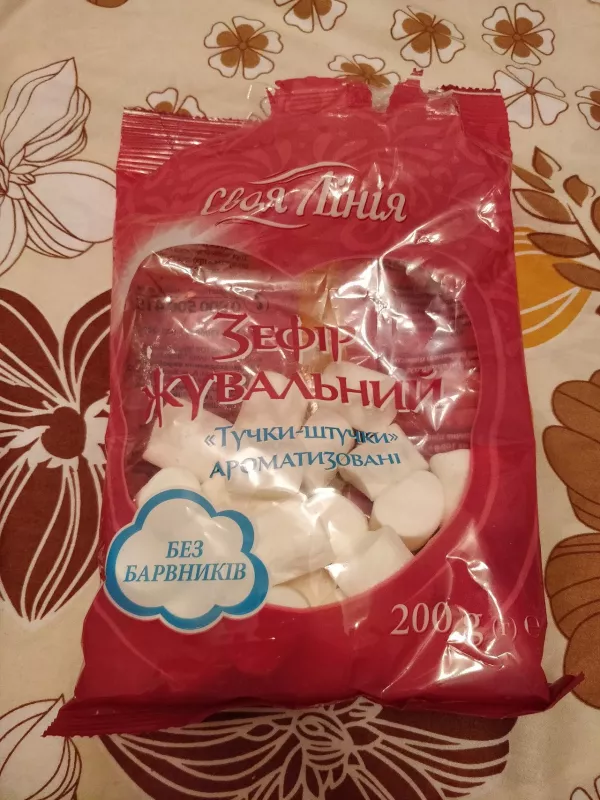 Своя Лінія
Зефір
жувальний
«Тучки-штучки»
ароматизовані
БЕЗ
БАРВНИКІВ
200 g (г) ℮